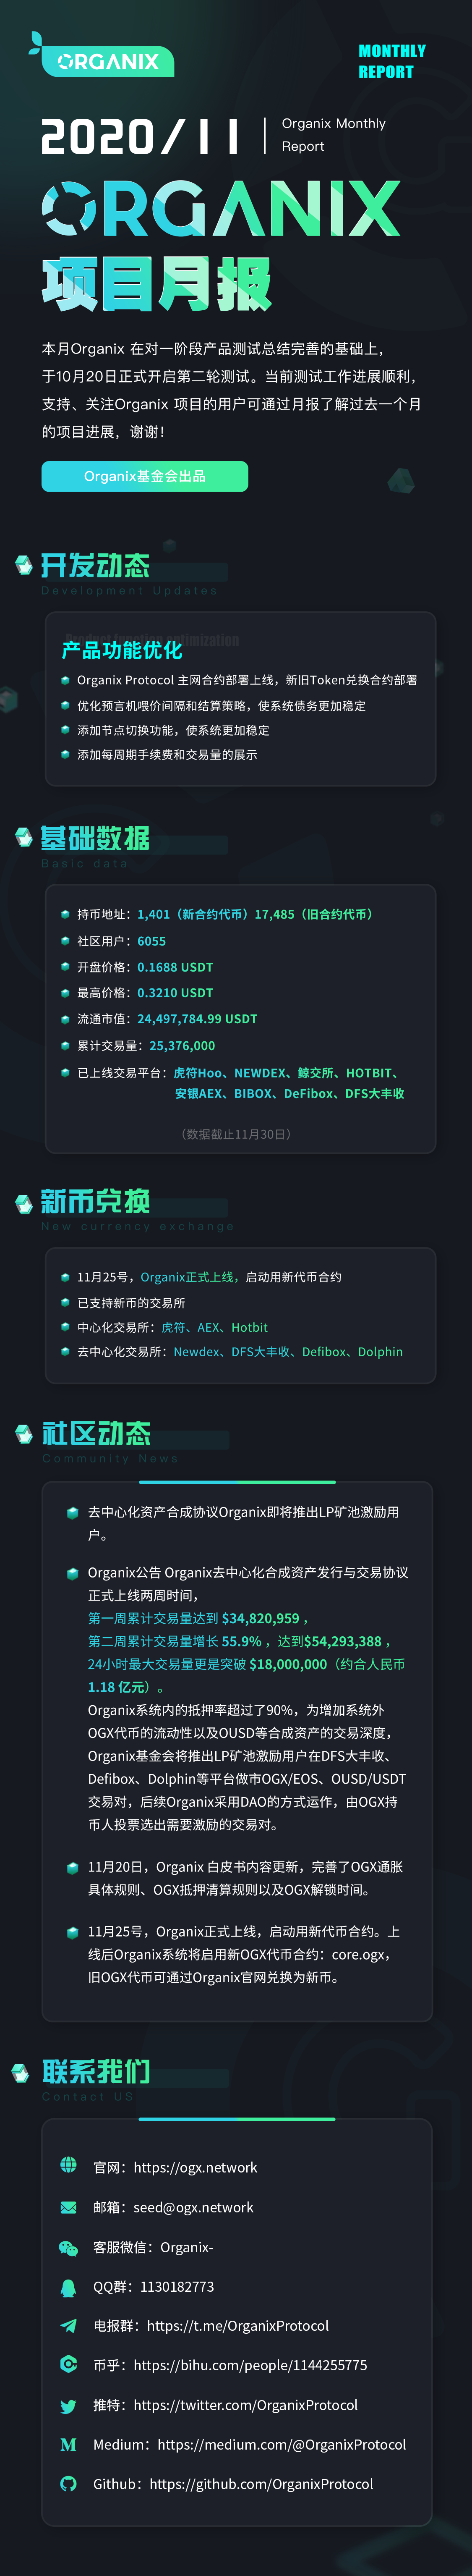 ORGANIX
MONTHLY
REPORT
2020/11
Organix Monthly
Report
ORGANIX
项目月报
本月Organix 在对一阶段产品测试总结完善的基础上，
于10月20日正式开启第二轮测试。当前测试工作进展顺利，
支持、关注Organix 项目的用户可通过月报了解过去一个月
的项目进展，谢谢！
Organix基金会出品
开发动态
Development Updates
产品功能优化
Organix Protocol 主网合约部署上线，新旧Token兑换合约部署
优化预言机喂价间隔和结算策略，使系统债务更加稳定
添加节点切换功能，使系统更加稳定
添加每周期手续费和交易量的展示
基础数据
Basic data
持币地址：1,401（新合约代币）17,485（旧合约代币）
社区用户：6055
开盘价格：0.1688 USDT
最高价格：0.3210 USDT
流通市值：24,497,784.99 USDT
累计交易量：25,376,000
已上线交易平台：虎符Hoo、NEWDEX、鲸交所、HOTBIT、
安银AEX、BIBOX、DeFibox、DFS大丰收
（数据截止11月30日）
新币兑换
New currency exchange
11月25号，Organix正式上线，启动用新代币合约
已支持新币的交易所
中心化交易所：虎符、AEX、Hotbit
去中心化交易所：Newdex、DFS大丰收、Defibox、Dolphin
社区动态
Community News
去中心化资产合成协议Organix即将推出LP矿池激励用
户。
Organix公告 Organix去中心化合成资产发行与交易协议
正式上线两周时间，
第一周累计交易量达到 $34,820,959 ，
第二周累计交易量增长 55.9% ，达到$54,293,388 ，
24小时最大交易量更是突破 $18,000,000（约合人民币
1.18 亿元）。
Organix系统内的抵押率超过了90%，为增加系统外
OGX代币的流动性以及OUSD等合成资产的交易深度，
Organix基金会将推出LP矿池激励用户在DFS大丰收、
Defibox、Dolphin等平台做市OGX/EOS、OUSD/USDT
交易对，后续Organix采用DAO的方式运作，由OGX持
币人投票选出需要激励的交易对。
11月20日，Organix 白皮书内容更新，完善了OGX通胀
具体规则、OGX抵押清算规则以及OGX解锁时间。
11月25号，Organix正式上线，启动用新代币合约。上
线后Organix系统将启用新OGX代币合约：core.ogx，
旧OGX代币可通过Organix官网兑换为新币。
联系我们
Contact US
官网：https://ogx.network
邮箱：seed@ogx.network
客服微信：Organix-
QQ群：1130182773
电报群：https://t.me/OrganixProtocol
币乎：https://bihu.com/people/1144255775
推特：https://twitter.com/OrganixProtocol
Medium：https://medium.com/@OrganixProtocol
Github：https://github.com/OrganixProtocol